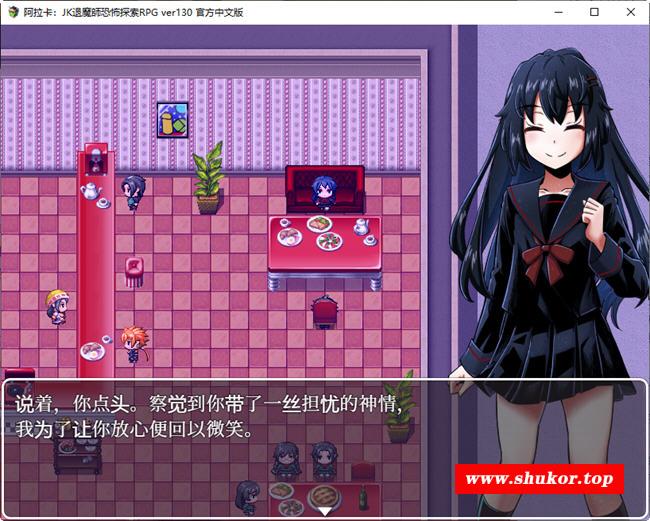 阿拉卡：JK退魔師恐怖探索RPG ver130 官方中文版
说着，你点头。察觉到你带了一丝担忧的神情，
我为了让你放心便回以微笑。
www.shukor.top